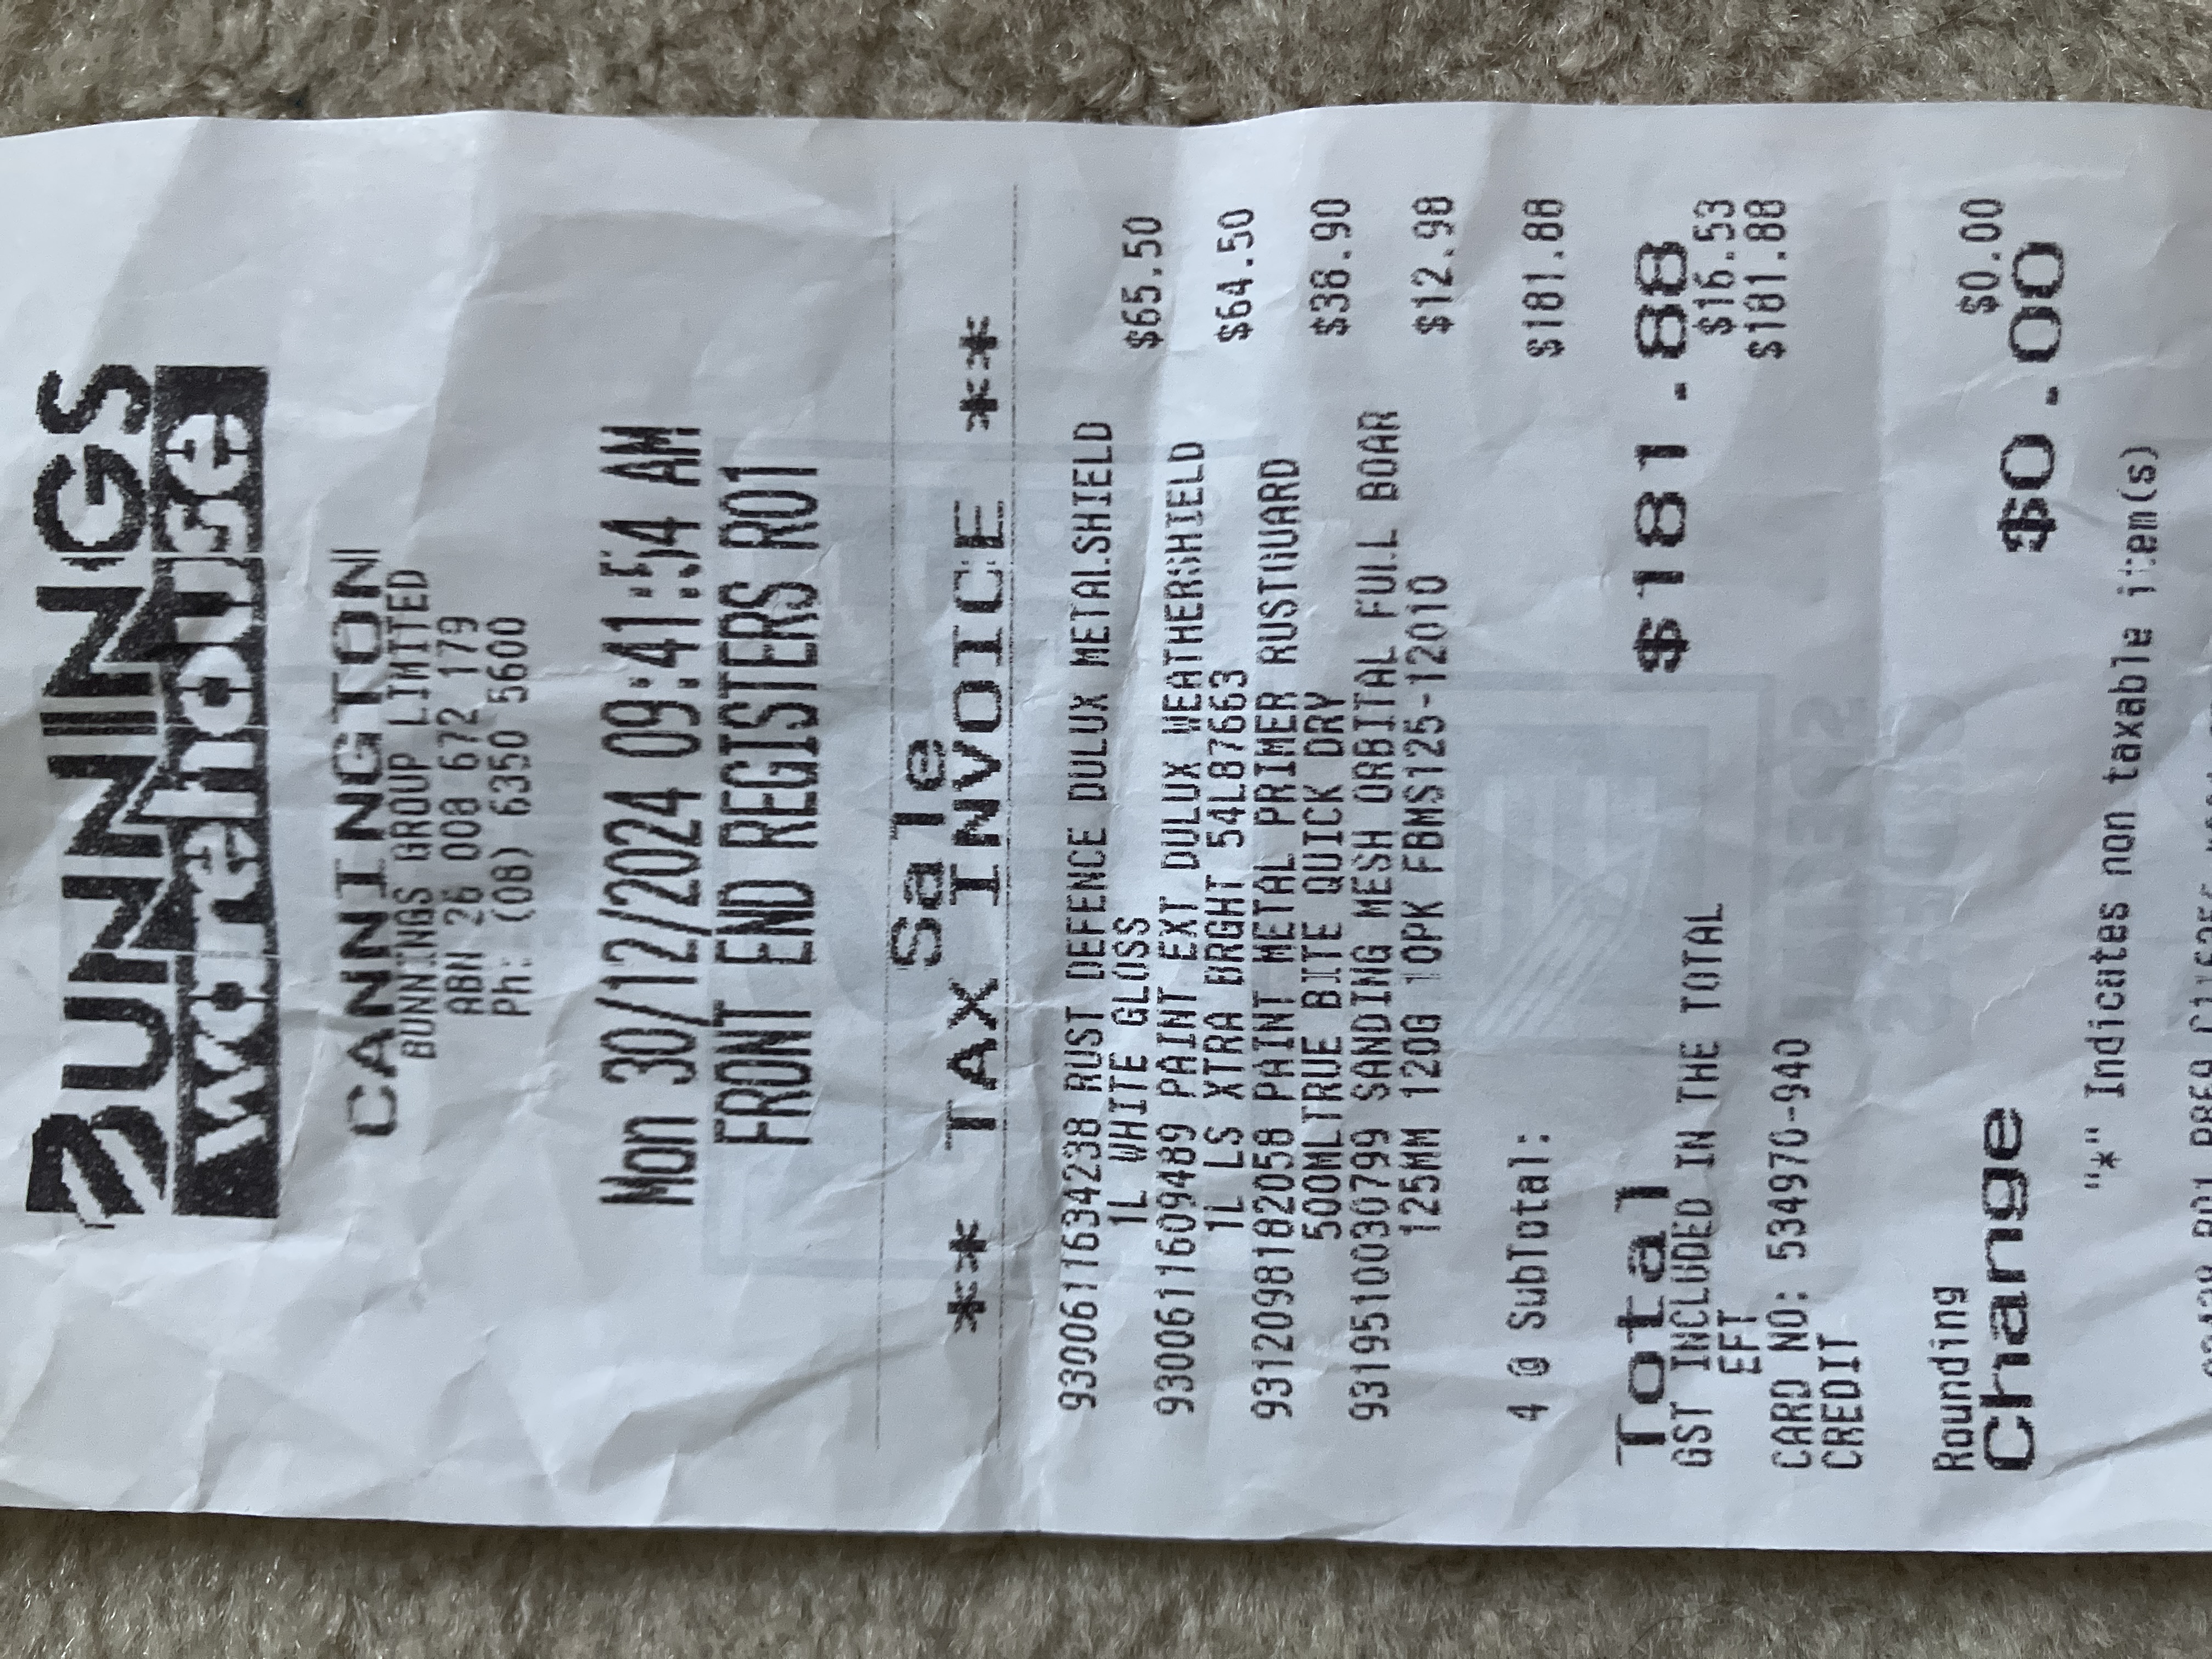 BUNNINGS
warehouse
CANNINGTON
BUNNINGS GROUP LIMITED
ABN 26 008 672 179
Ph: (08) 6350 5600
Mon 30/12/2024 09:41:54 AM
FRONT END REGISTERS R01
Sale
** TAX INVOICE **
9300611634238 RUST DEFENCE DULUX METALSHIELD
1L WHITE GLOSS $65.50
9300611609489 PAINT EXT DULUX WEATHERSHIELD
1L LS XTRA BRGHT 54L87663 $64.50
9312098182058 PAINT METAL PRIMER RUSTGUARD
500MLTRUE BITE QUICK DRY $38.90
9319510030799 SANDING MESH ORBITAL FULL BOAR
125MM 120G 10PK FBMS125-12010 $12.98
4 @ SubTotal: $181.88
Total $181.88
GST INCLUDED IN THE TOTAL $16.53
EFT $181.88
CARD NO: 534970-940
CREDIT
Rounding $0.00
Change $0.00
"*" Indicates non taxable item(s)